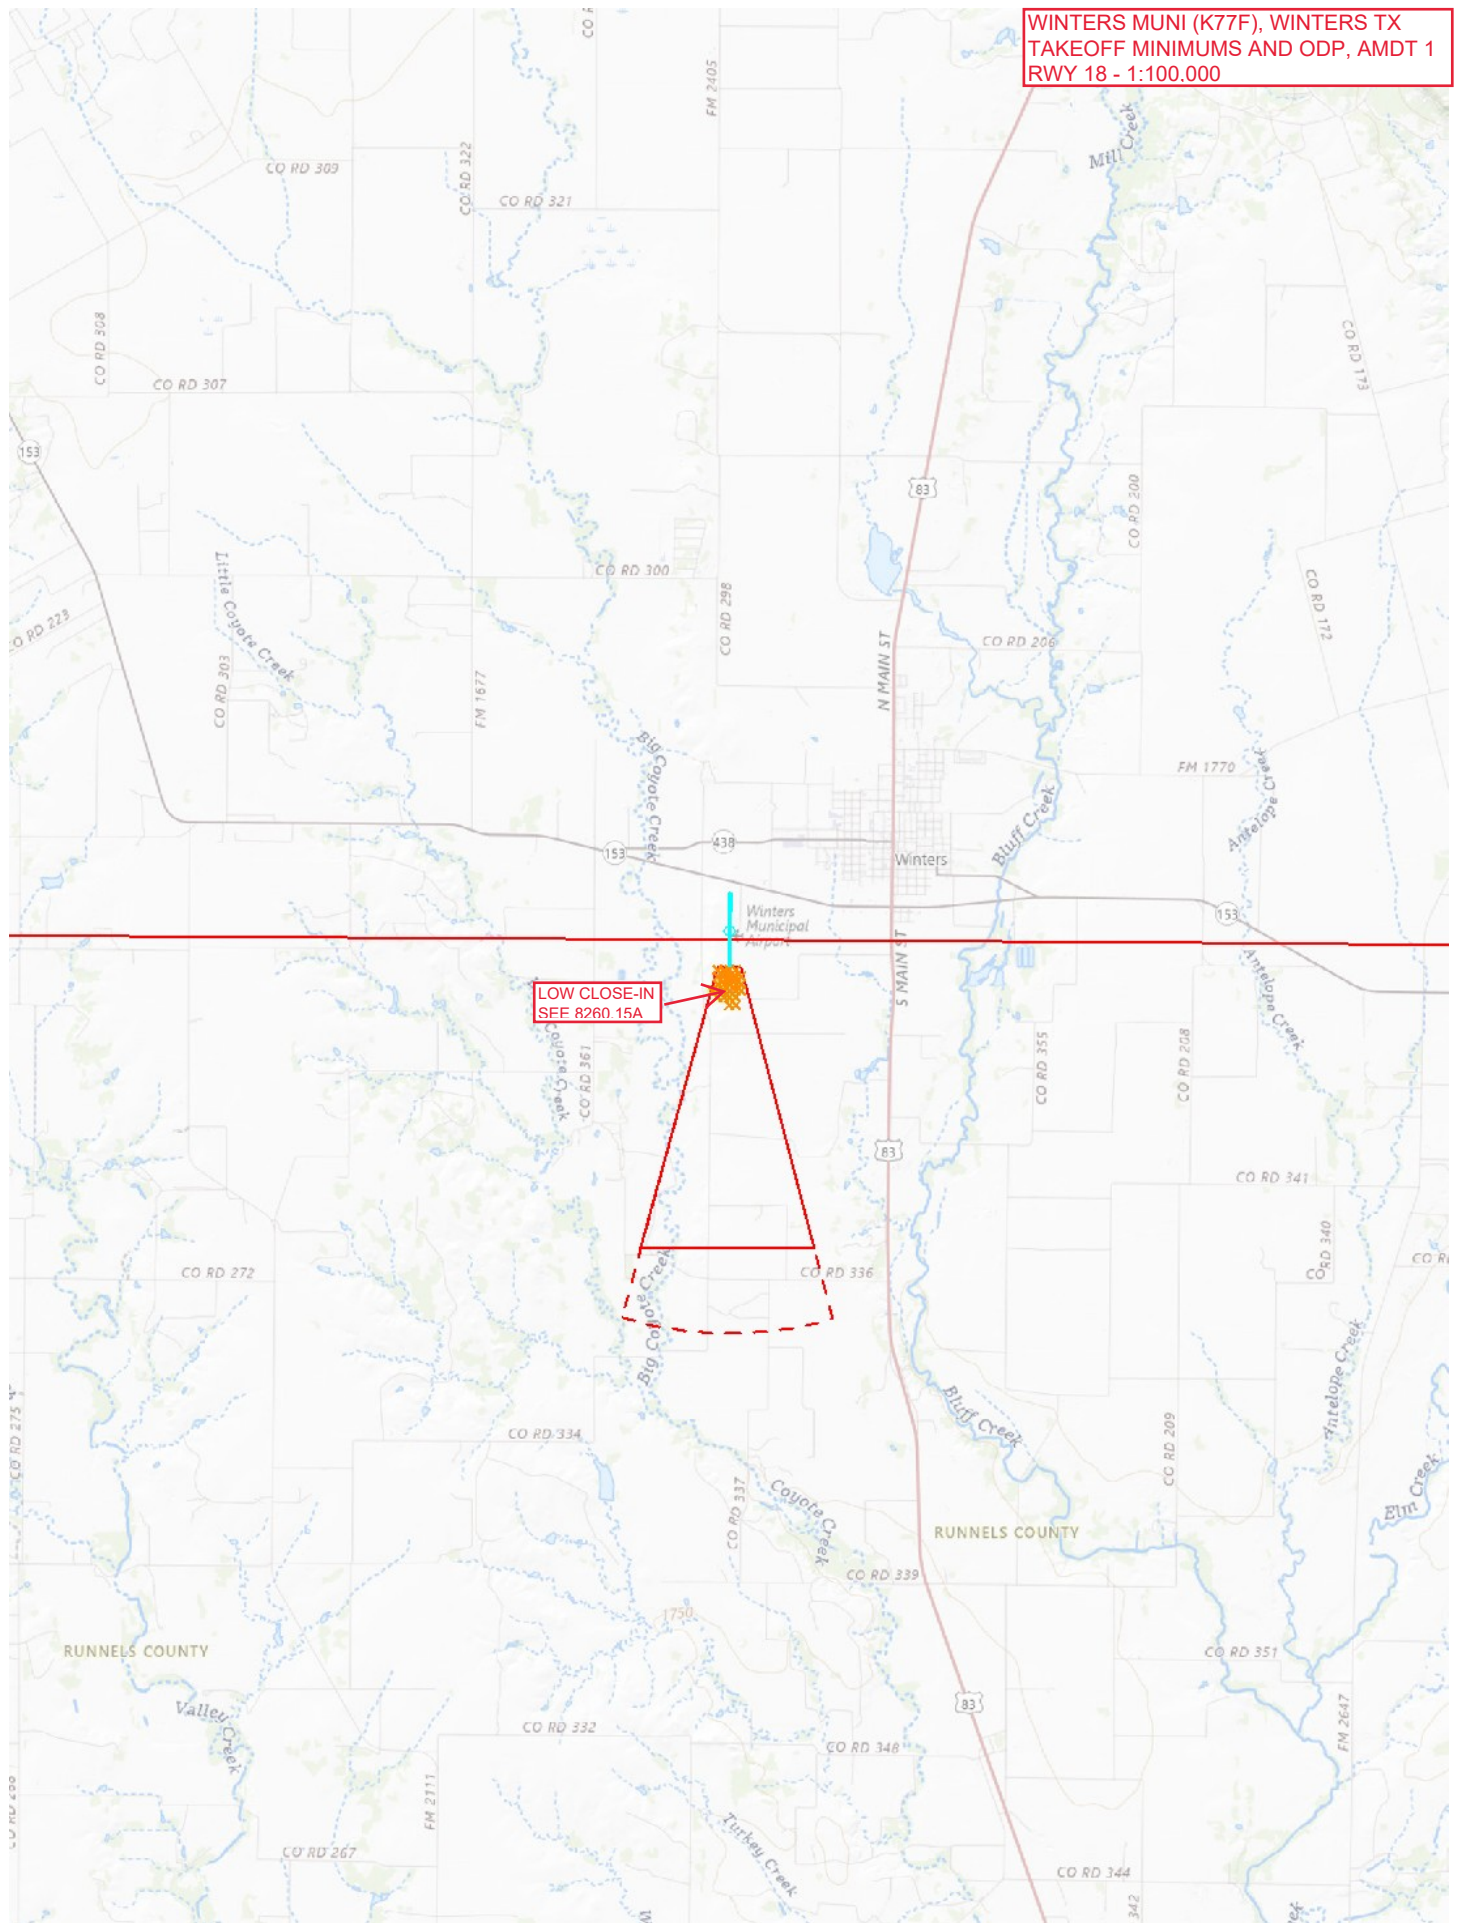 WINTERS MUNI (K77F), WINTERS TX
TAKEOFF MINIMUMS AND ODP, AMDT 1
RWY 18 - 1:100.000
FM 2405
Mill Creek
CO RD 309
CO RD 322
CO RD 321
CO RD 308
CO RD 307
CO RD 173
153
83
CO RD 200
CO RD 300
Little Coyote Creek
CO RD 298
CO RD 172
O RD 223
CO RD 303
FM 1677
N MAIN ST
CO RD 206
Big Coyote Creek
FM 1770
Antelope Creek
Bluff Creek
438
153
Winters
Winters
Municipal
Airport
153
S MAIN ST
Antelope Creek
LOW CLOSE-IN
SEE 8260.15A
Coyote Creek
CO RD 361
CO RD 355
CO RD 208
83
CO RD 341
CO RD 340
CO RD 272
CO RD 336
Big Coyote Creek
Antelope Creek
CO RD 275
Bluff Creek
CO RD 334
CO RD 209
CO RD 337
Coyote Creek
Elm Creek
RUNNELS COUNTY
CO RD 339
1750
RUNNELS COUNTY
CO RD 351
Valley Creek
83
FM 2647
CO RD 332
CO RD 348
FM 2111
Turkey Creek
CO RD 267
CO RD 344
342